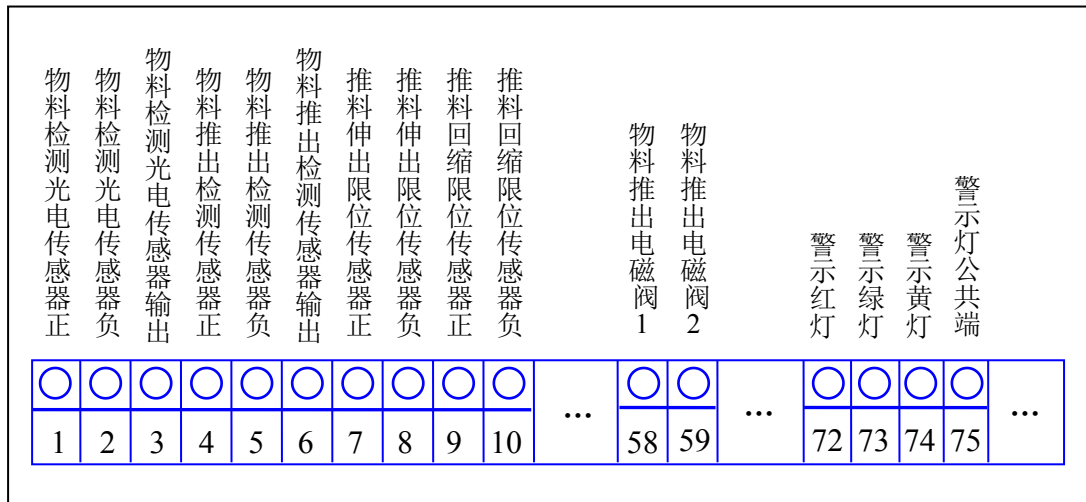 物料检测光电传感器正
物料检测光电传感器负
物料检测光电传感器输出
物料推出检测传感器正
物料推出检测传感器负
物料推出检测传感器输出
推料伸出限位传感器正
推料伸出限位传感器负
推料回缩限位传感器正
推料回缩限位传感器负
物料推出电磁阀1
物料推出电磁阀2
警示红灯
警示绿灯
警示黄灯
警示灯公共端
1 2 3 4 5 6 7 8 9 10 ... 58 59 ... 72 73 74 75 ...